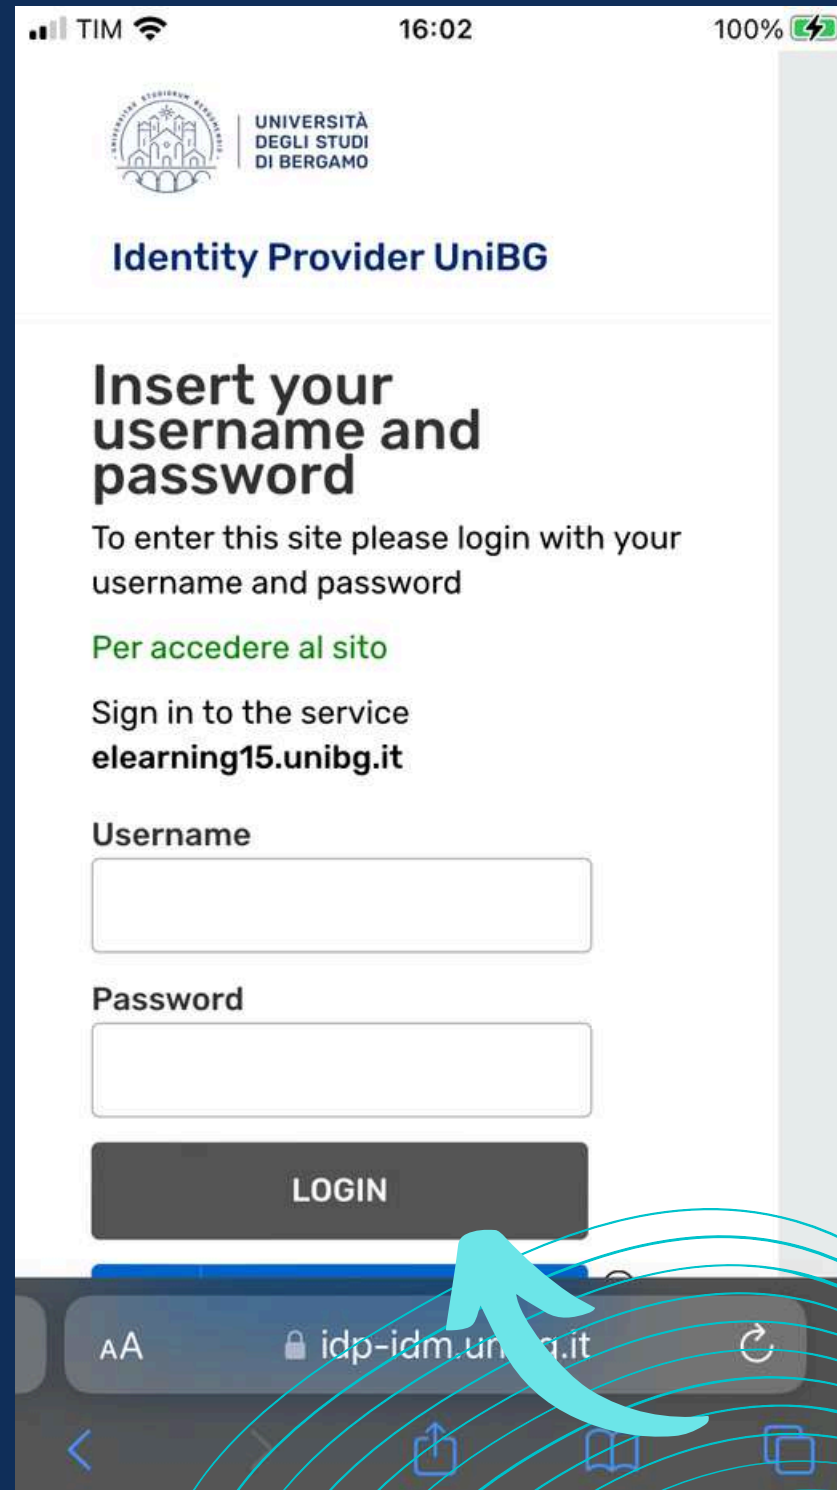 TIM 16:02 100%
UNIVERSITÀ
DEGLI STUDI
DI BERGAMO
Identity Provider UniBG
Insert your
username and
password
To enter this site please login with your
username and password
Per accedere al sito
Sign in to the service
elearning15.unibg.it
Username
Password
LOGIN
AA idp-idm.un